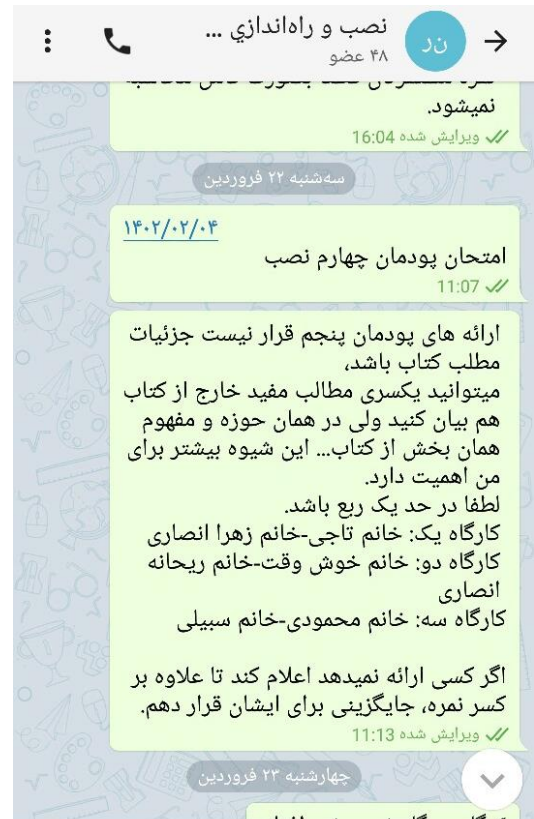 نصب و راه‌اندازي ...
۴۸ عضو
نر
نمیشود.
ویرایش شده 16:04
سه‌شنبه ۲۲ فروردین
۱۴۰۲/۰۲/۰۴
امتحان پودمان چهارم نصب
11:07
ارائه های پودمان پنجم قرار نیست جزئیات
مطلب کتاب باشد،
میتوانید یکسری مطالب مفید خارج از کتاب
هم بیان کنید ولی در همان حوزه و مفهوم
همان بخش از کتاب... این شیوه بیشتر برای
من اهمیت دارد.
لطفا در حد یک ربع باشد.
کارگاه یک: خانم تاجی-خانم زهرا انصاری
کارگاه دو: خانم خوش وقت-خانم ریحانه
انصاری
کارگاه سه: خانم محمودی-خانم سبیلی
اگر کسی ارائه نمیدهد اعلام کند تا علاوه بر
کسر نمره، جایگزینی برای ایشان قرار دهم.
ویرایش شده 11:13
چهارشنبه ۲۳ فروردین